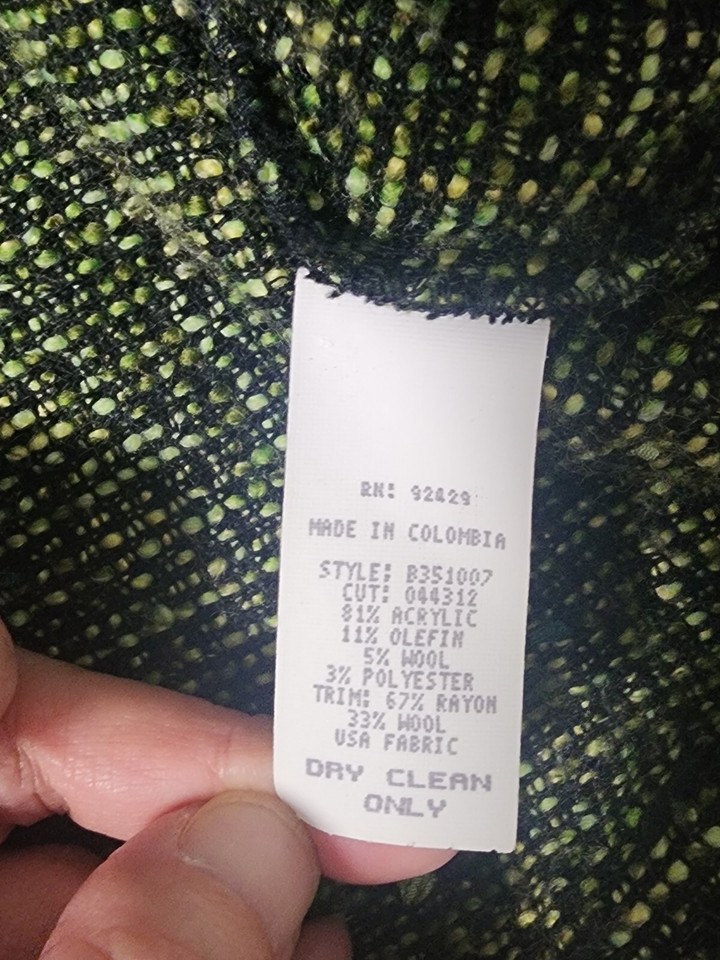 RN: 92429
MADE IN COLOMBIA
STYLE: B351007
CUT: 044312
81% ACRYLIC
11% OLEFIN
5% WOOL
3% POLYESTER
TRIM: 67% RAYON
33% WOOL
USA FABRIC
DRY CLEAN
ONLY